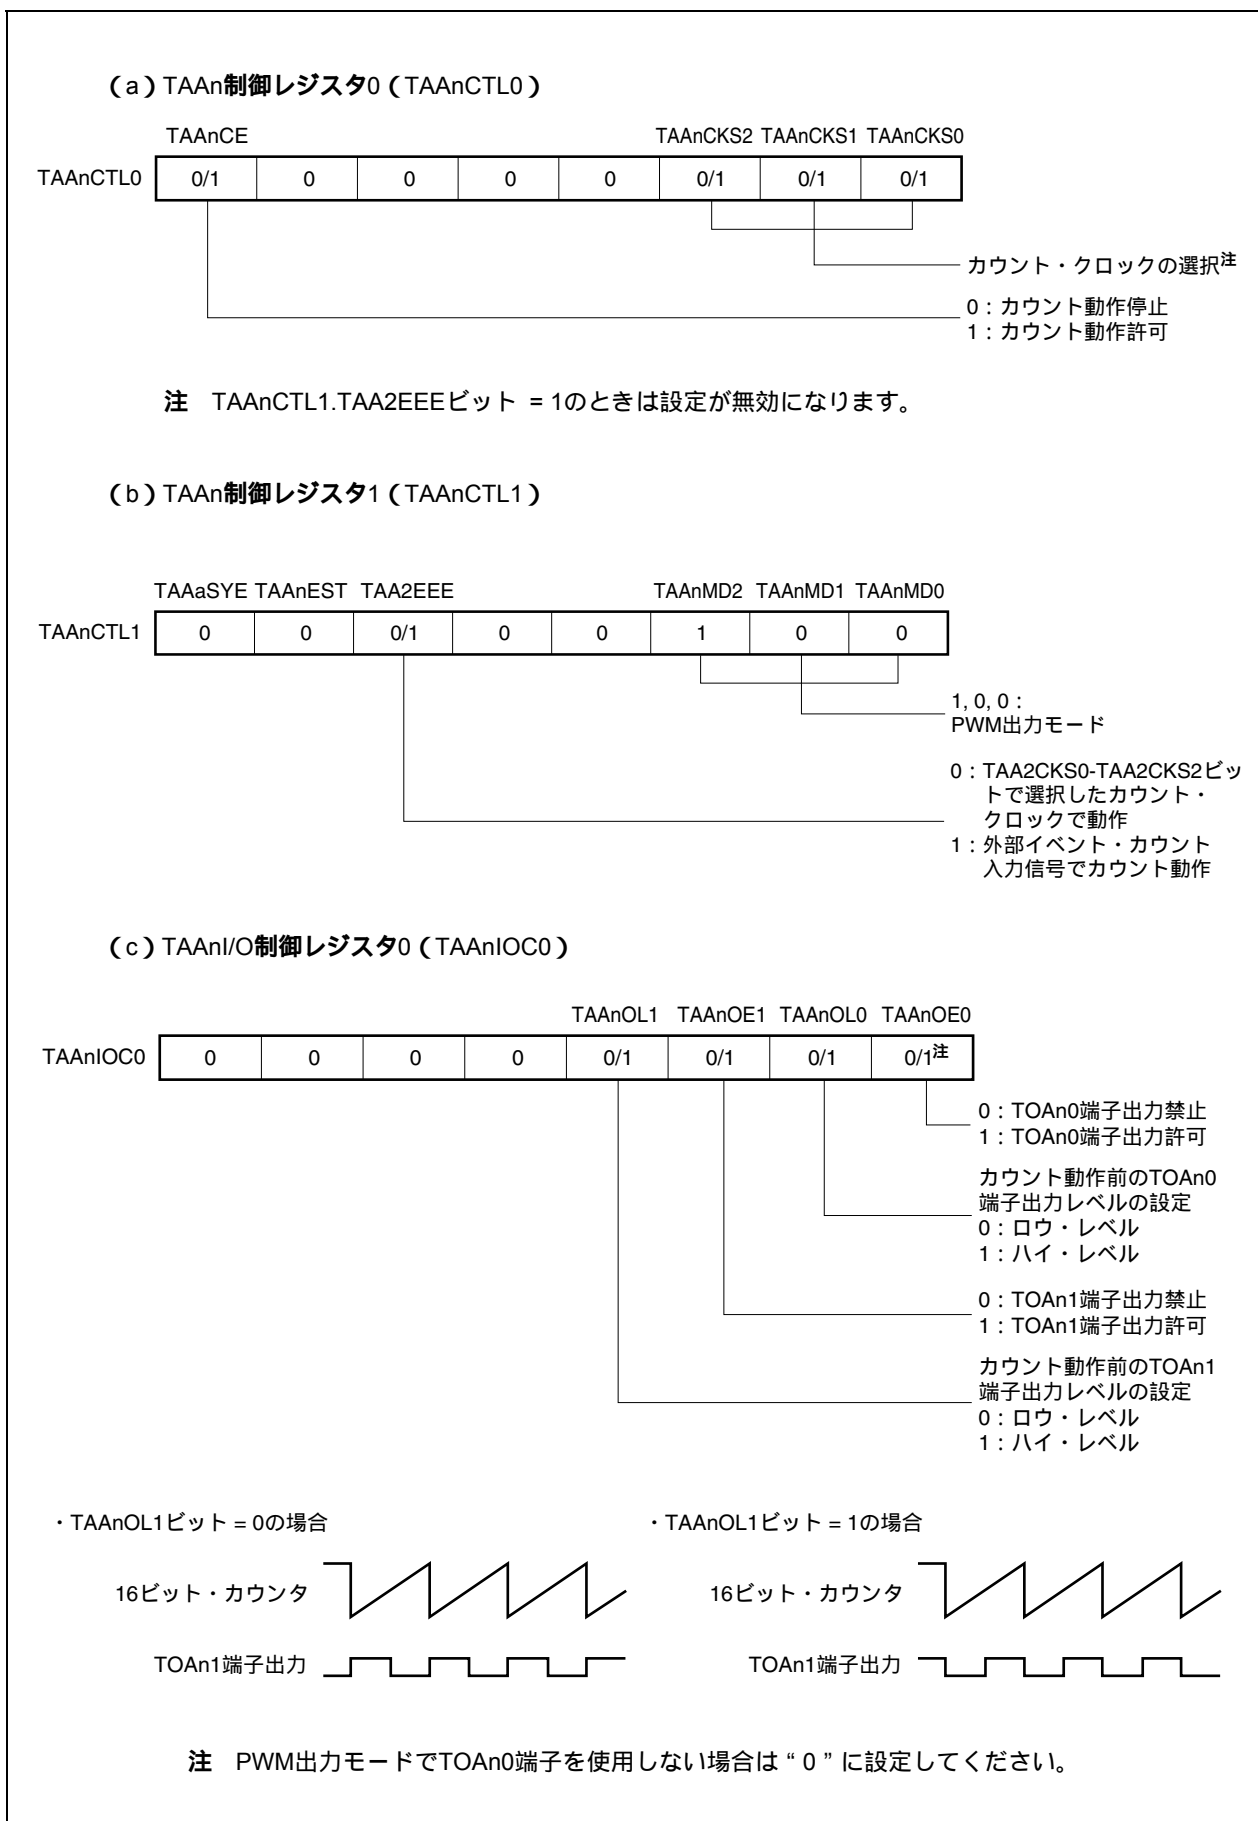 （a）TAAn制御レジスタ0（TAAnCTL0）
TAAnCE TAAnCKS2 TAAnCKS1 TAAnCKS0
TAAnCTL0 0/1 0 0 0 0 0/1 0/1 0/1
カウント・クロックの選択注
0：カウント動作停止
1：カウント動作許可
注 TAAnCTL1.TAA2EEEビット = 1のときは設定が無効になります。
（b）TAAn制御レジスタ1（TAAnCTL1）
TAAaSYE TAAnEST TAA2EEE TAAnMD2 TAAnMD1 TAAnMD0
TAAnCTL1 0 0 0/1 0 0 1 0 0
1, 0, 0：
PWM出力モード
0：TAA2CKS0-TAA2CKS2ビッ
トで選択したカウント・
クロックで動作
1：外部イベント・カウント
入力信号でカウント動作
（c）TAAnI/O制御レジスタ0（TAAnIOC0）
TAAnOL1 TAAnOE1 TAAnOL0 TAAnOE0
TAAnIOC0 0 0 0 0 0/1 0/1 0/1 0/1注
0：TOAn0端子出力禁止
1：TOAn0端子出力許可
カウント動作前のTOAn0
端子出力レベルの設定
0：ロウ・レベル
1：ハイ・レベル
0：TOAn1端子出力禁止
1：TOAn1端子出力許可
カウント動作前のTOAn1
端子出力レベルの設定
0：ロウ・レベル
1：ハイ・レベル
・TAAnOL1ビット = 0の場合 ・TAAnOL1ビット = 1の場合
16ビット・カウンタ 16ビット・カウンタ
TOAn1端子出力 TOAn1端子出力
注 PWM出力モードでTOAn0端子を使用しない場合は“0”に設定してください。